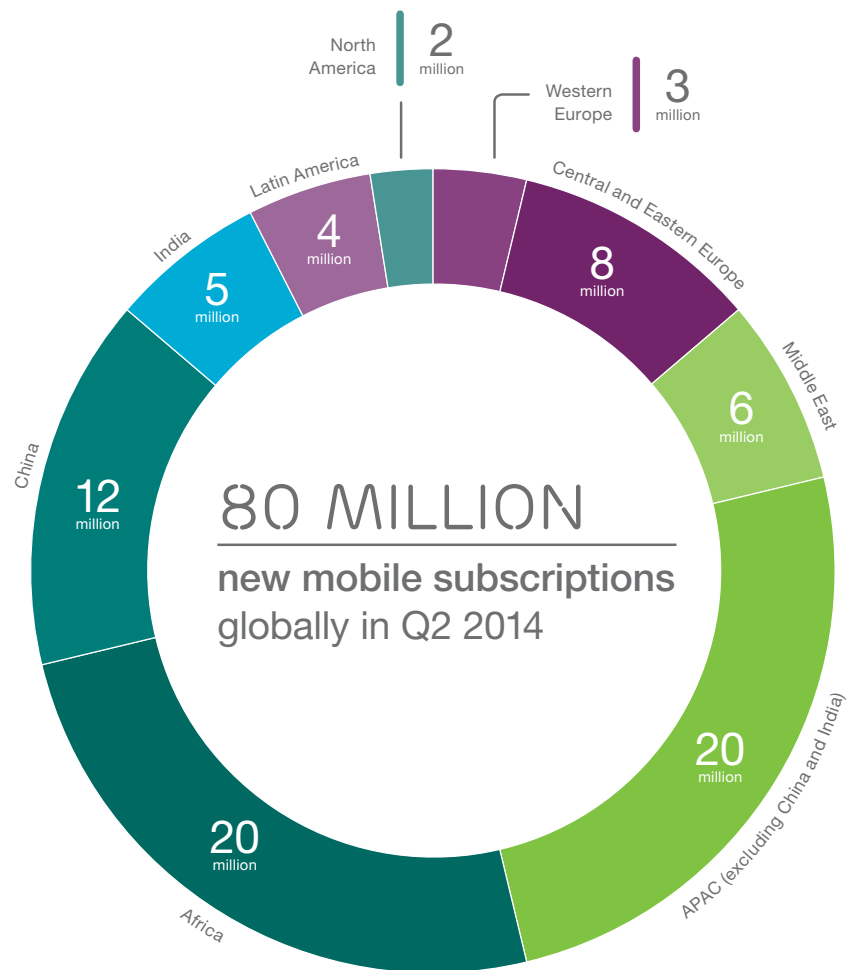 North
America
2
million
Western
Europe
3
million
Central and Eastern Europe
8
million
Middle East
6
million
APAC (excluding China and India)
20
million
Africa
20
million
China
12
million
India
5
million
Latin America
4
million
80 MILLION
new mobile subscriptions
globally in Q2 2014